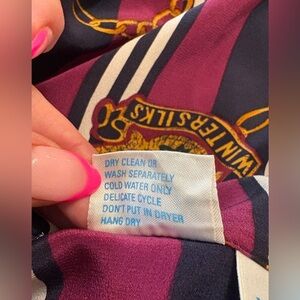 WINTERSILKS
DRY CLEAN OR
WASH SEPARATELY
COLD WATER ONLY
DELICATE CYCLE
DON'T PUT IN DRYER
HANG DRY